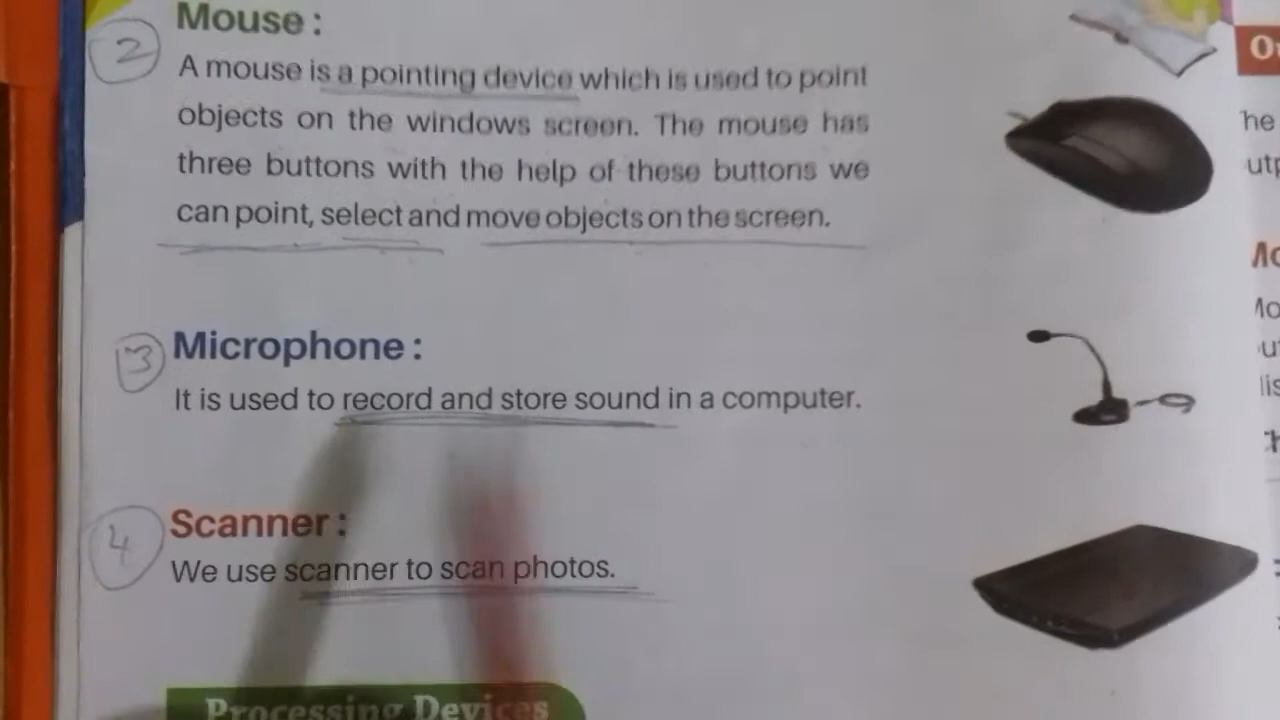 2
Mouse :
A mouse is a pointing device which is used to point
objects on the windows screen. The mouse has
three buttons with the help of these buttons we
can point, select and move objects on the screen.
3
Microphone :
It is used to record and store sound in a computer.
4
Scanner :
We use scanner to scan photos.
Processing Devices